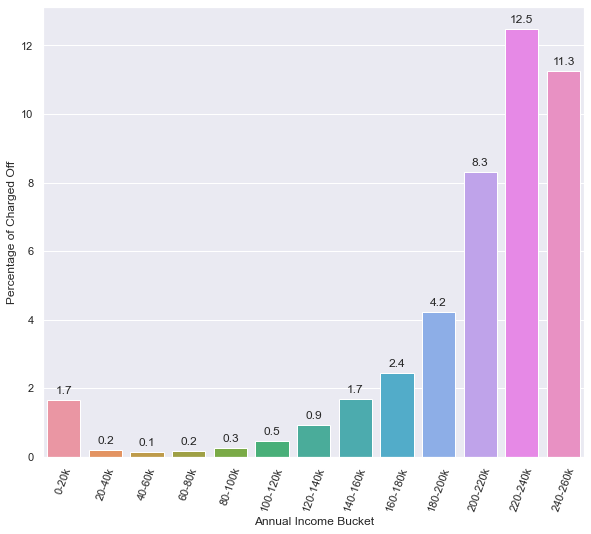 12.5
12
11.3
10
8.3
8
Percentage of Charged Off
6
4.2
4
2.4
2
1.7
1.7
0.9
0.5
0.2
0.1
0.2
0.3
0
0-20k
20-40k
40-60k
60-80k
80-100k
100-120k
120-140k
140-160k
160-180k
180-200k
200-220k
220-240k
240-260k
Annual Income Bucket